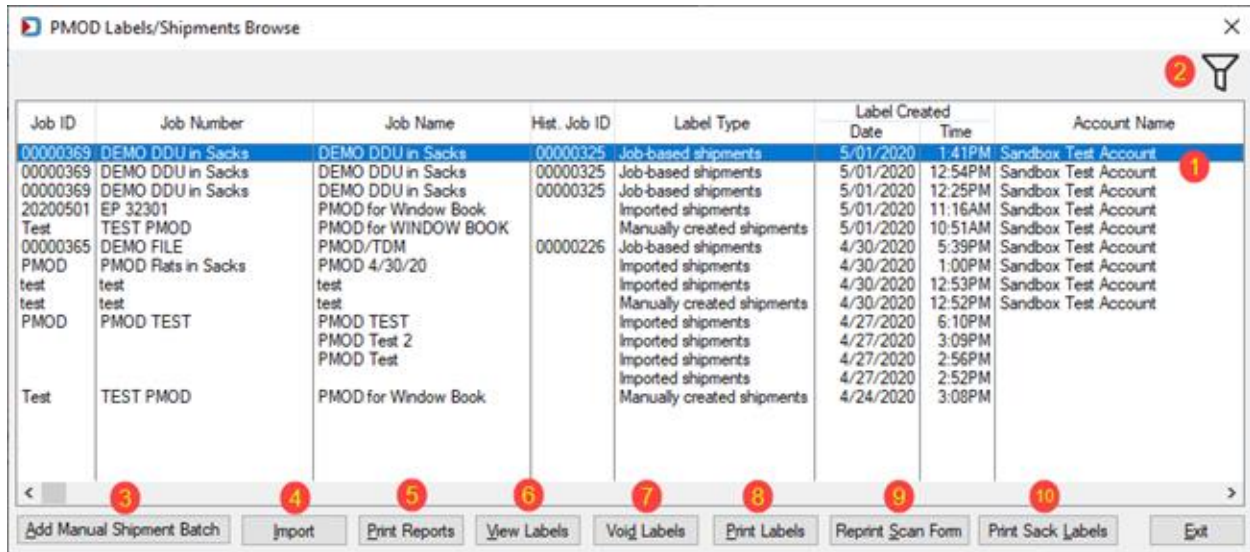 PMOD Labels/Shipments Browse
2
Job ID Job Number Job Name Hist. Job ID Label Type Label Created Account Name
Date Time
00000369 DEMO DDU in Sacks DEMO DDU in Sacks 00000325 Job-based shipments 5/01/2020 1:41PM Sandbox Test Account
1
00000369 DEMO DDU in Sacks DEMO DDU in Sacks 00000325 Job-based shipments 5/01/2020 12:54PM Sandbox Test Account
00000369 DEMO DDU in Sacks DEMO DDU in Sacks 00000325 Job-based shipments 5/01/2020 12:25PM Sandbox Test Account
20200501 EP 32301 PMOD for Window Book Imported shipments 5/01/2020 11:16AM Sandbox Test Account
Test TEST PMOD PMOD for WINDOW BOOK Manually created shipments 5/01/2020 10:51AM Sandbox Test Account
00000365 DEMO FILE PMOD/TDM 00000226 Job-based shipments 4/30/2020 5:39PM Sandbox Test Account
PMOD PMOD Flats in Sacks PMOD 4/30/20 Imported shipments 4/30/2020 1:00PM Sandbox Test Account
test test test Imported shipments 4/30/2020 12:53PM Sandbox Test Account
test test test Manually created shipments 4/30/2020 12:52PM Sandbox Test Account
PMOD PMOD TEST PMOD TEST Imported shipments 4/27/2020 6:10PM
PMOD Test 2 Imported shipments 4/27/2020 3:09PM
PMOD Test Imported shipments 4/27/2020 2:56PM
Imported shipments 4/27/2020 2:52PM
Test TEST PMOD PMOD for Window Book Manually created shipments 4/24/2020 3:08PM
3 4 5 6 7 8 9 10
Add Manual Shipment Batch Import Print Reports View Labels Void Labels Print Labels Reprint Scan Form Print Sack Labels Exit